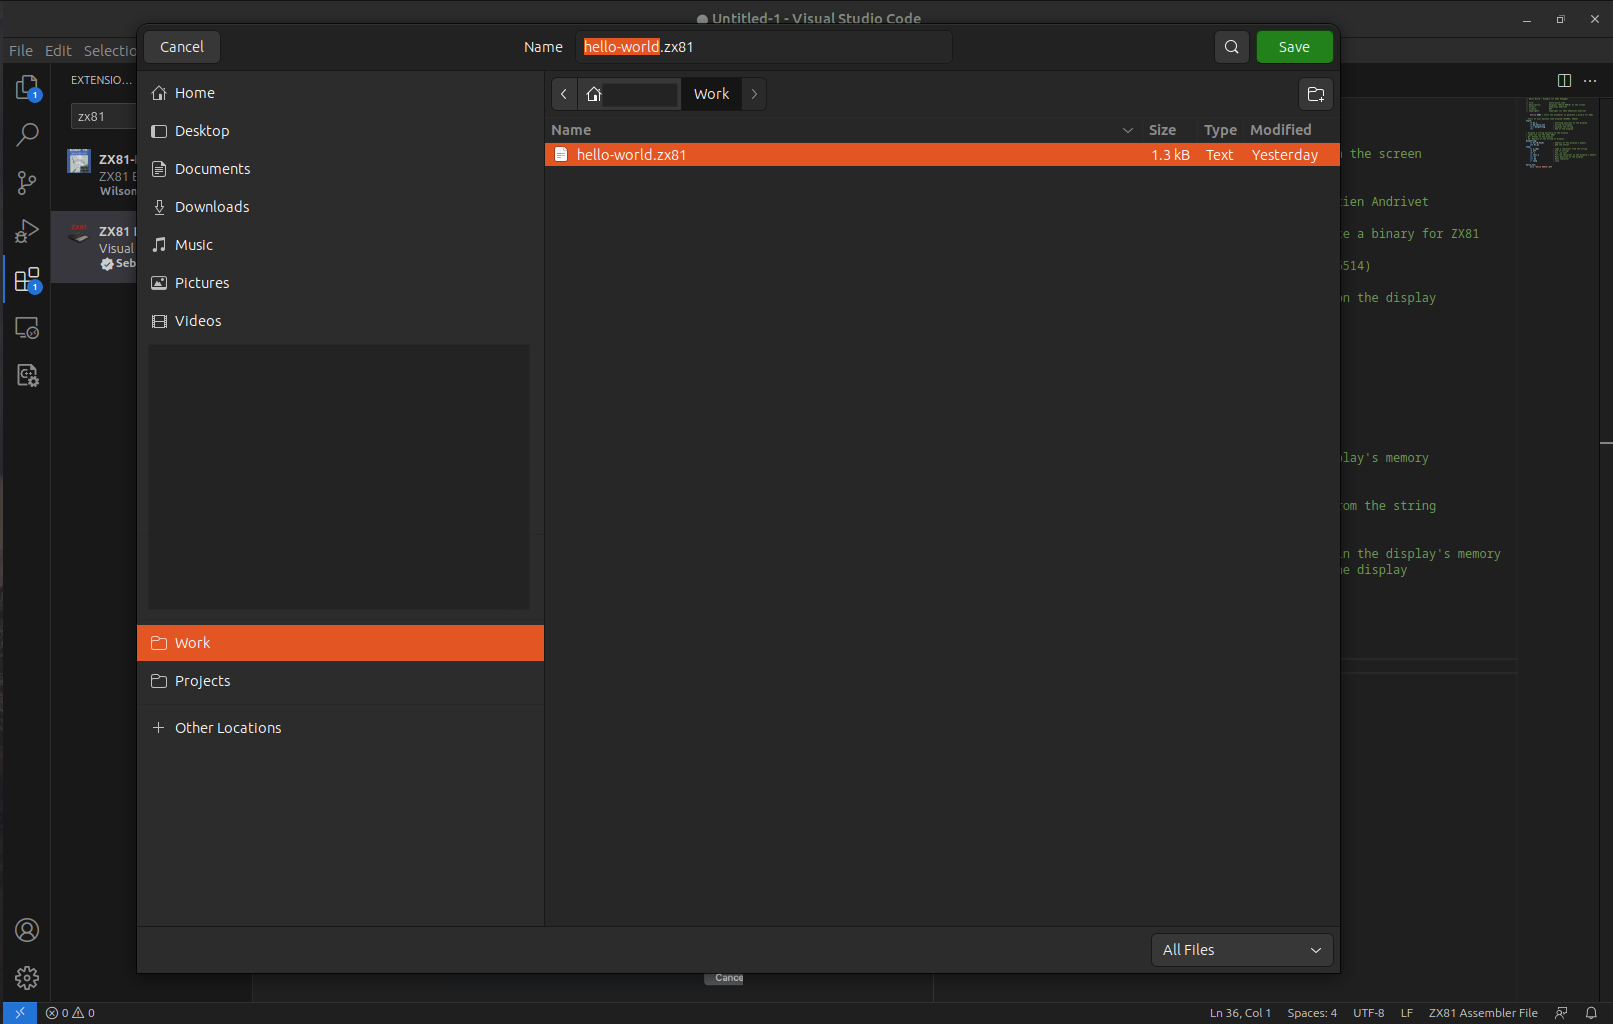 Untitled-1 - Visual Studio Code
File Edit Selectio
Cancel
Name hello-world.zx81
Save
EXTENSIO...
zx81
ZX81-
ZX81
Wilson
ZX81
Visual
Seb
1
1
Home
Desktop
Documents
Downloads
Music
Pictures
Videos
Work
Projects
+ Other Locations
Work
Name Size Type Modified
hello-world.zx81 1.3 kB Text Yesterday
the screen
ien Andrivet
e a binary for ZX81
514)
n the display
lay's memory
om the string
n the display's memory
e display
All Files
Cance
0 0
Ln 36, Col 1 Spaces: 4 UTF-8 LF ZX81 Assembler File